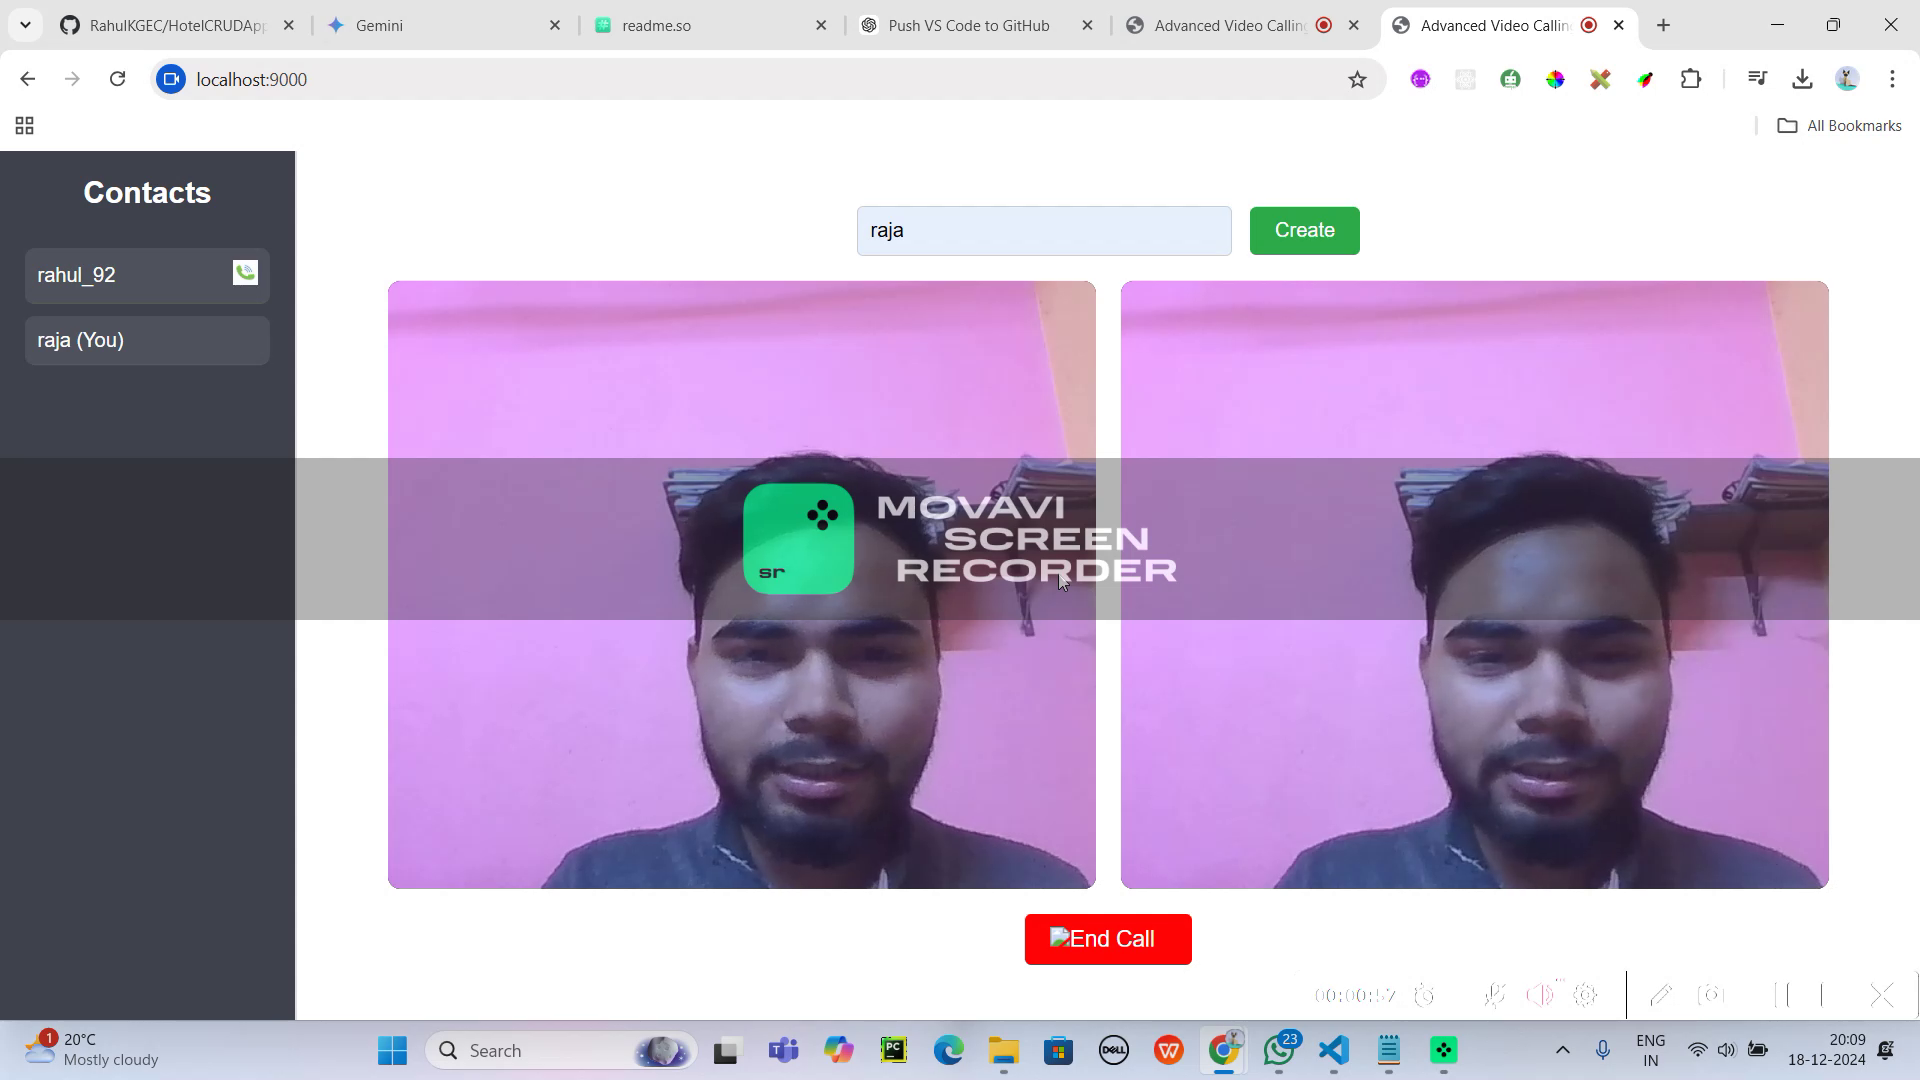 RahulKGEC/HotelCRUDApp
Gemini
readme.so
Push VS Code to GitHub
Advanced Video Calling
Advanced Video Calling
localhost:9000
All Bookmarks
Contacts
rahul_92
raja (You)
raja
Create
MOVAVI
SCREEN
RECORDER
sr
End Call
00:00:57
1
20°C
Mostly cloudy
Search
PC
DELL
W
23
ENG
IN
20:09
18-12-2024